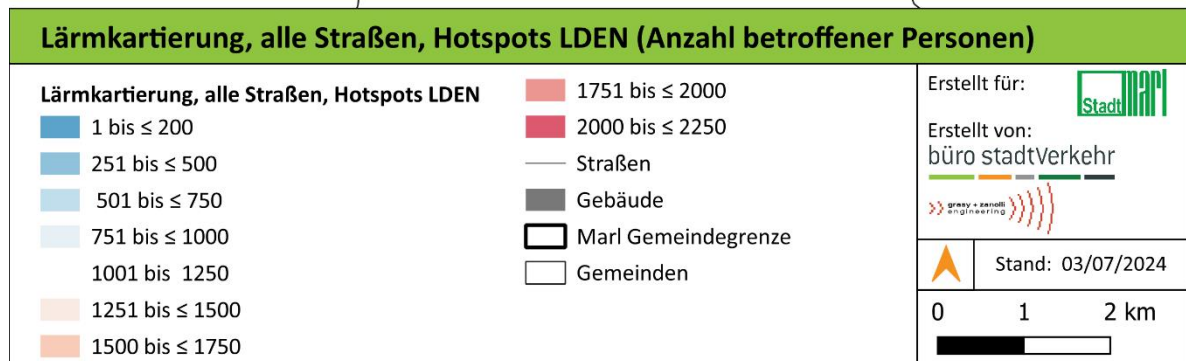 Lärmkartierung, alle Straßen, Hotspots LDEN (Anzahl betroffener Personen)
Lärmkartierung, alle Straßen, Hotspots LDEN
1 bis ≤ 200
251 bis ≤ 500
501 bis ≤ 750
751 bis ≤ 1000
1001 bis 1250
1251 bis ≤ 1500
1500 bis ≤ 1750
1751 bis ≤ 2000
2000 bis ≤ 2250
Straßen
Gebäude
Marl Gemeindegrenze
Gemeinden
Erstellt für:
Stadt marl
Erstellt von:
büro stadtVerkehr
grasy + zanolli
engineering
Stand: 03/07/2024
0 1 2 km